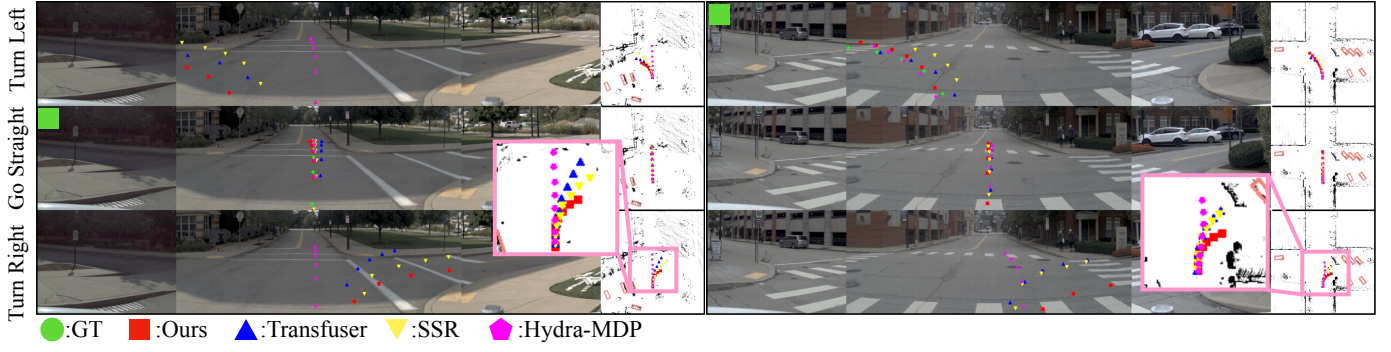 Turn Left
Go Straight
Turn Right
:GT :Ours :Transfuser :SSR :Hydra-MDP